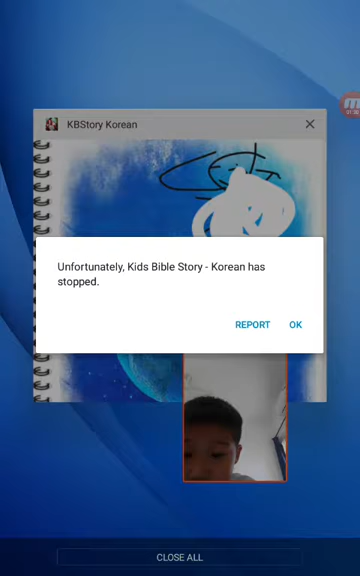 KBStory Korean
Unfortunately, Kids Bible Story - Korean has
stopped.
REPORT
OK
CLOSE ALL